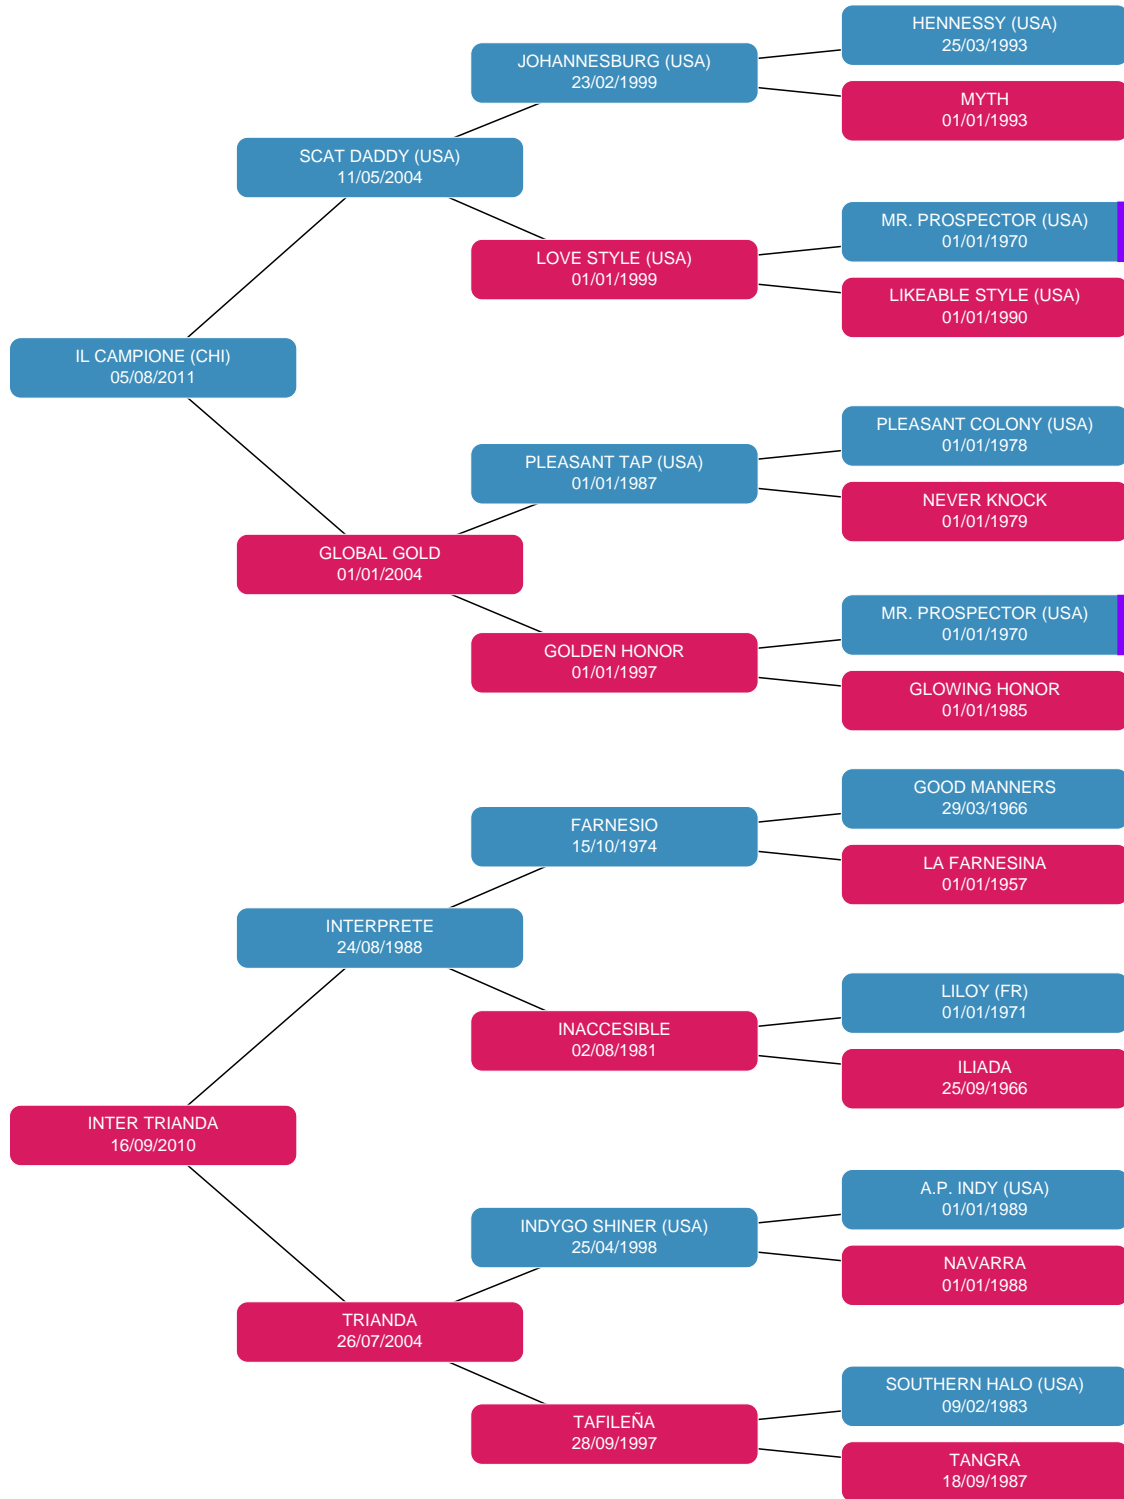 HENNESSY (USA)
25/03/1993
JOHANNESBURG (USA)
23/02/1999
MYTH
01/01/1993
SCAT DADDY (USA)
11/05/2004
MR. PROSPECTOR (USA)
01/01/1970
LOVE STYLE (USA)
01/01/1999
LIKEABLE STYLE (USA)
01/01/1990
IL CAMPIONE (CHI)
05/08/2011
PLEASANT COLONY (USA)
01/01/1978
PLEASANT TAP (USA)
01/01/1987
NEVER KNOCK
01/01/1979
GLOBAL GOLD
01/01/2004
MR. PROSPECTOR (USA)
01/01/1970
GOLDEN HONOR
01/01/1997
GLOWING HONOR
01/01/1985
GOOD MANNERS
29/03/1966
FARNESIO
15/10/1974
LA FARNESINA
01/01/1957
INTERPRETE
24/08/1988
LILOY (FR)
01/01/1971
INACCESIBLE
02/08/1981
ILIADA
25/09/1966
INTER TRIANDA
16/09/2010
A.P. INDY (USA)
01/01/1989
INDYGO SHINER (USA)
25/04/1998
NAVARRA
01/01/1988
TRIANDA
26/07/2004
SOUTHERN HALO (USA)
09/02/1983
TAFILEÑA
28/09/1997
TANGRA
18/09/1987